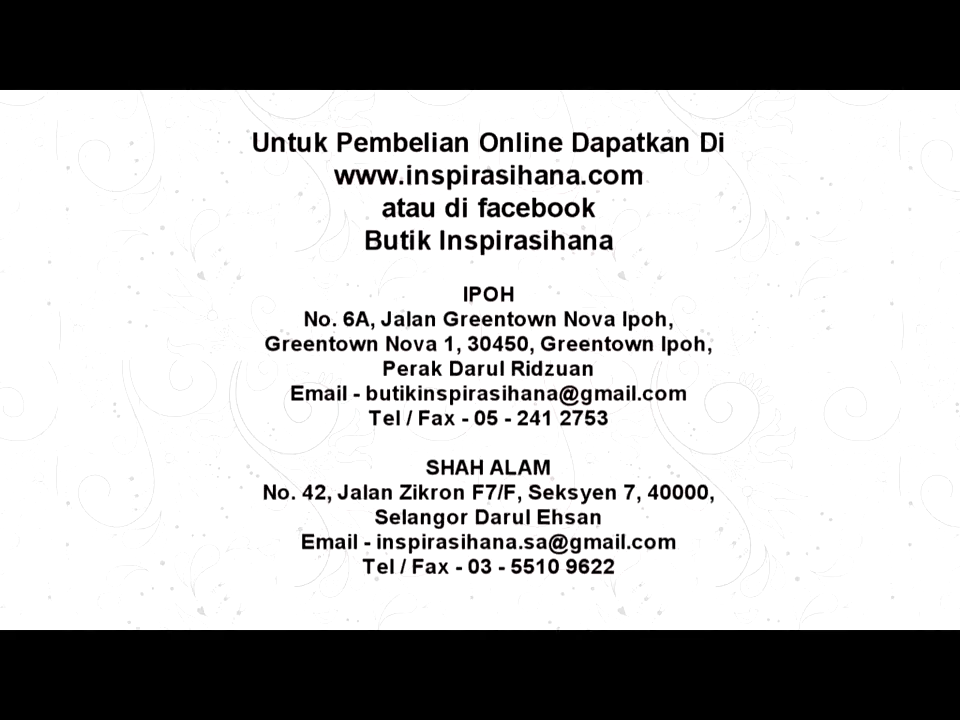 Untuk Pembelian Online Dapatkan Di
www.inspirasihana.com
atau di facebook
Butik Inspirasihana
IPOH
No. 6A, Jalan Greentown Nova Ipoh,
Greentown Nova 1, 30450, Greentown Ipoh,
Perak Darul Ridzuan
Email - butikinspirasihana@gmail.com
Tel / Fax - 05 - 241 2753
SHAH ALAM
No. 42, Jalan Zikron F7/F, Seksyen 7, 40000,
Selangor Darul Ehsan
Email - inspirasihana.sa@gmail.com
Tel / Fax - 03 - 5510 9622